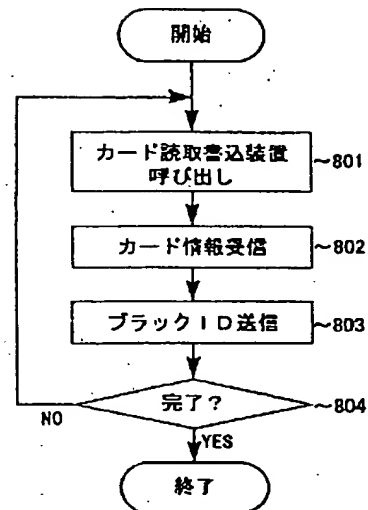 開始
カード読取書込装置
呼び出し
~801
カード情報受信
~802
ブラックID送信
~803
完了?
~804
NO
YES
終了